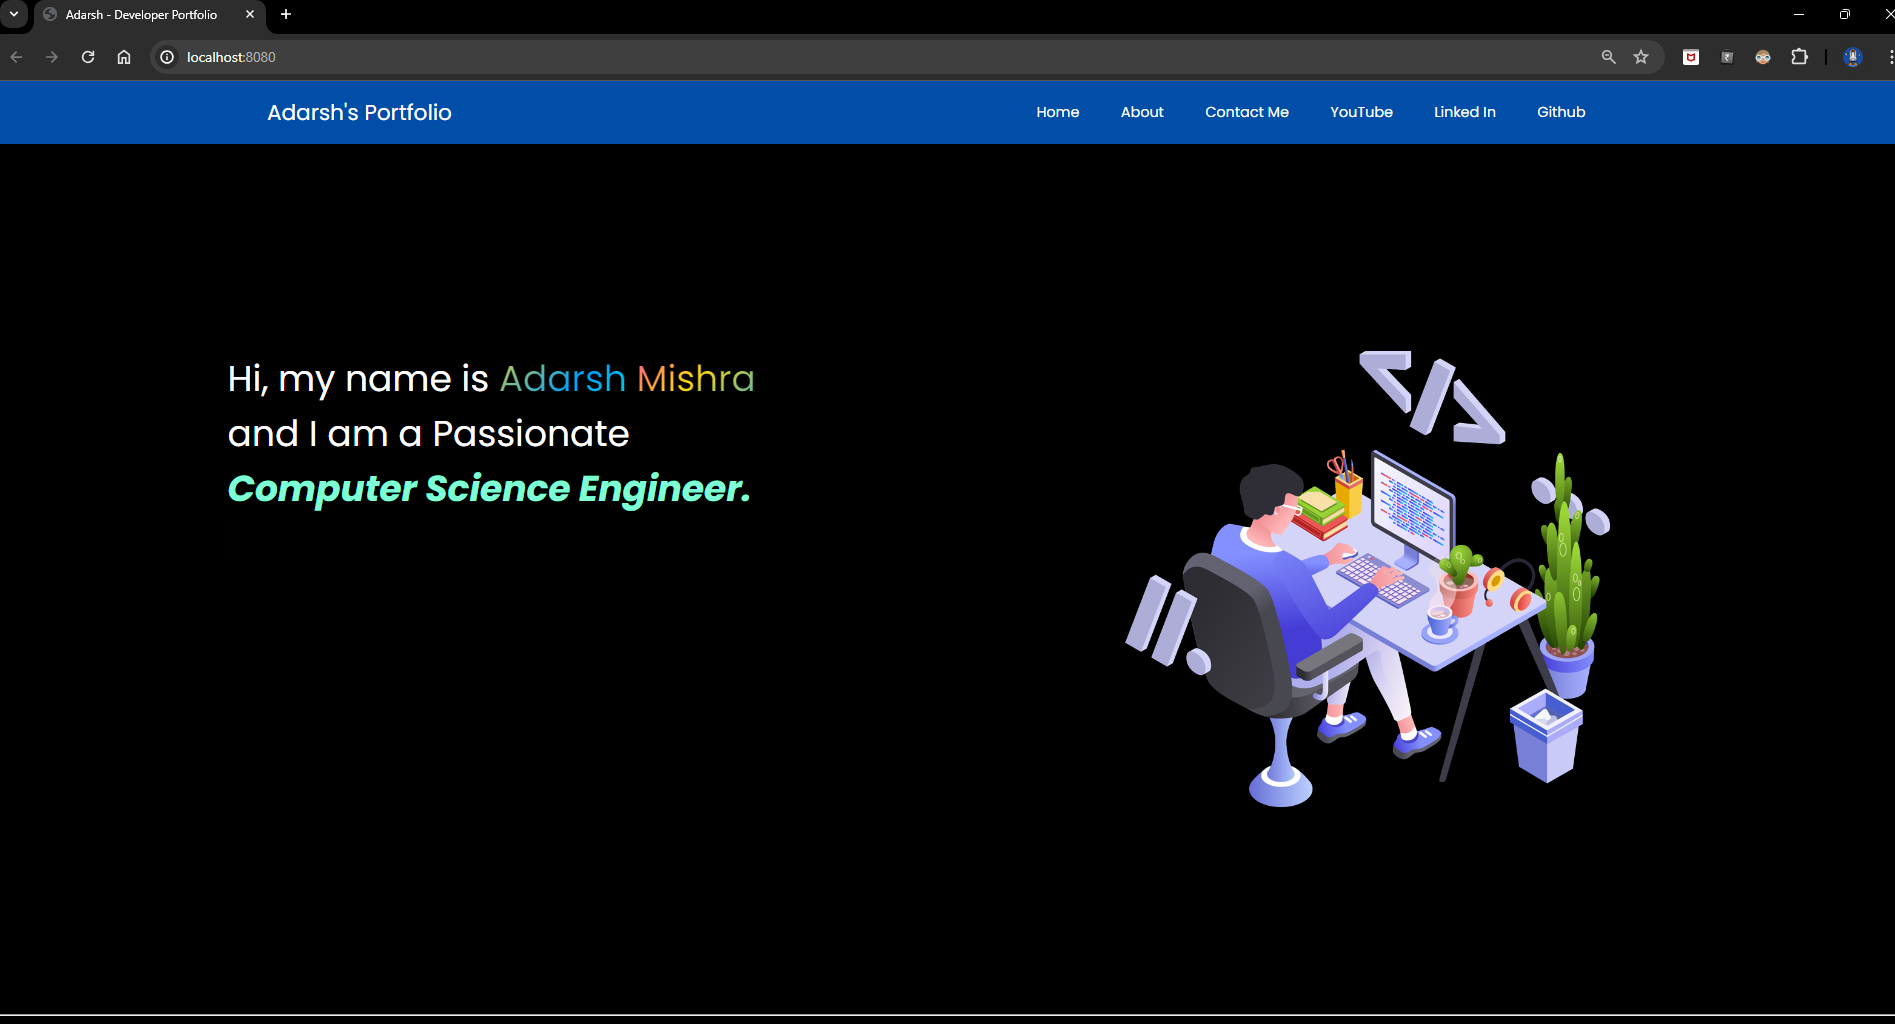 Adarsh - Developer Portfolio
localhost:8080
Adarsh's Portfolio
Home About Contact Me YouTube Linked In Github
Hi, my name is Adarsh Mishra
and I am a Passionate
Computer Science Engineer.